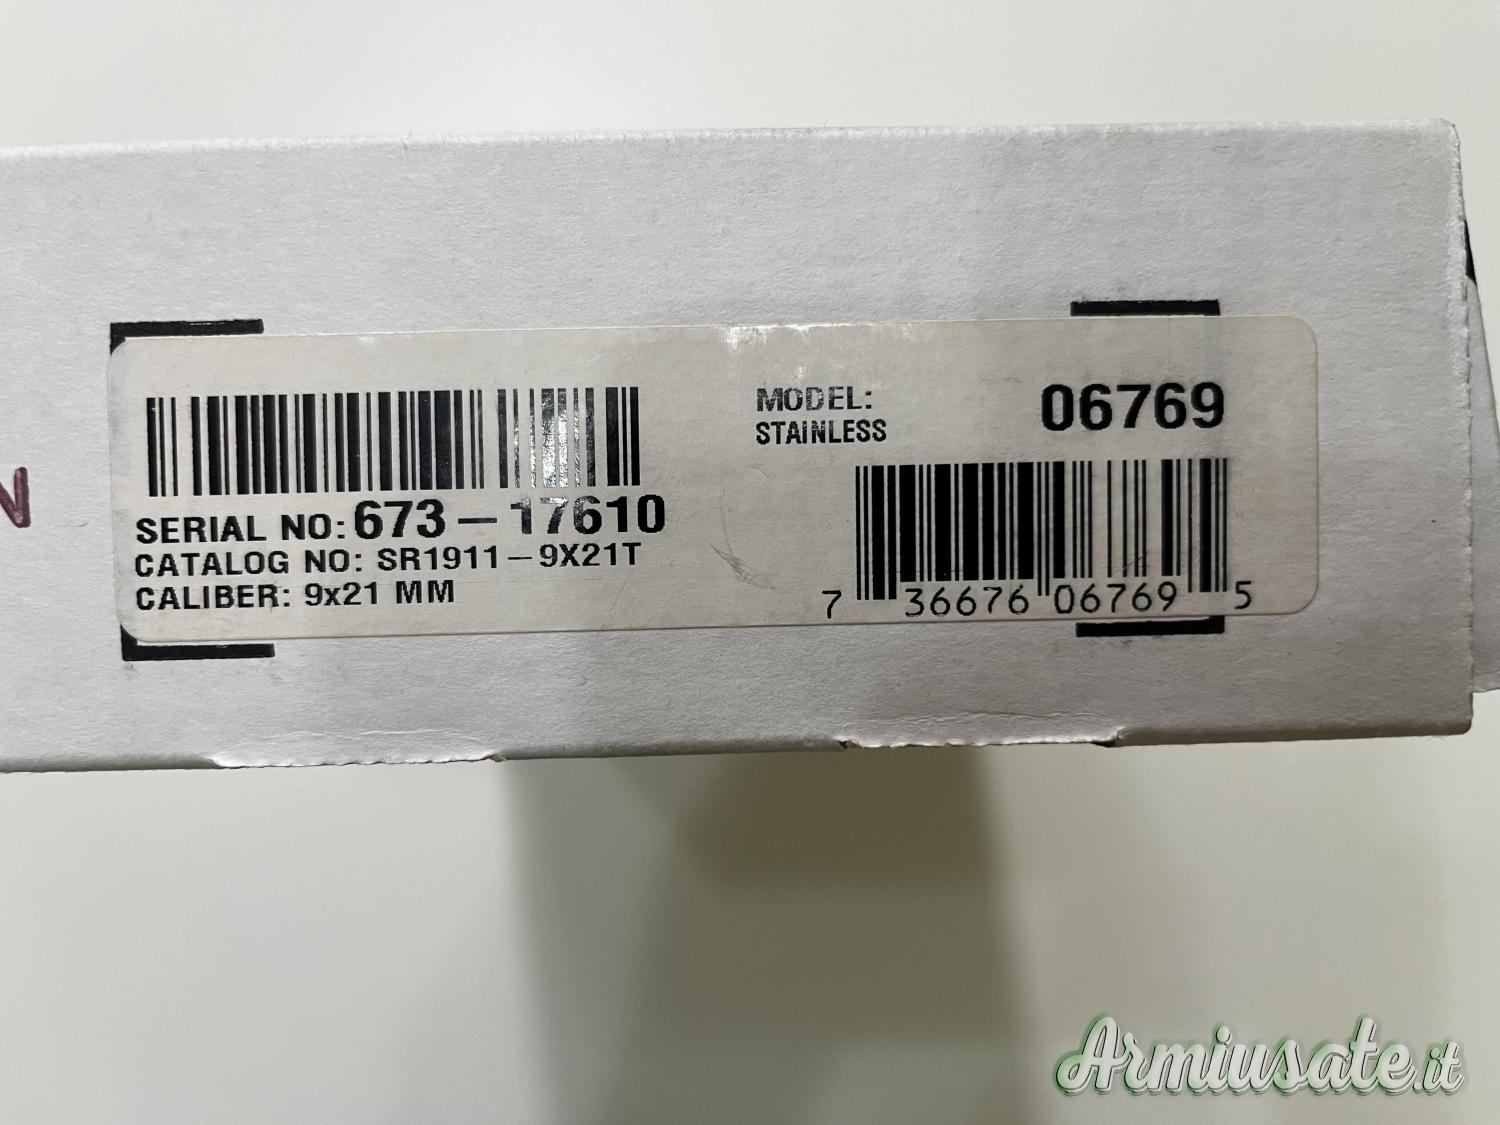 N
SERIAL NO: 673-17610
CATALOG NO: SR1911-9X21T
CALIBER: 9x21 MM
MODEL: 06769
STAINLESS
7 36676 06769 5
Armiusate.it